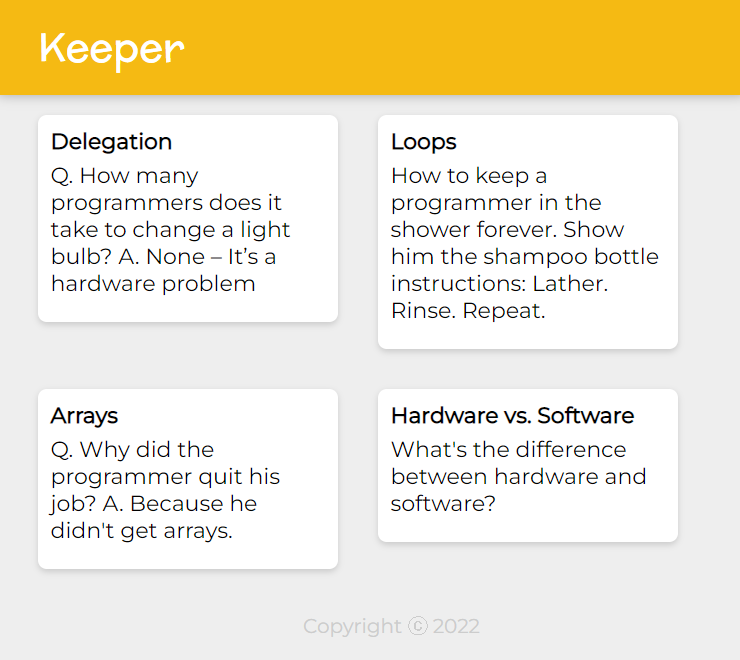 Keeper
Delegation
Q. How many
programmers does it
take to change a light
bulb? A. None – It’s a
hardware problem
Loops
How to keep a
programmer in the
shower forever. Show
him the shampoo bottle
instructions: Lather.
Rinse. Repeat.
Arrays
Q. Why did the
programmer quit his
job? A. Because he
didn't get arrays.
Hardware vs. Software
What's the difference
between hardware and
software?
Copyright ⓒ 2022